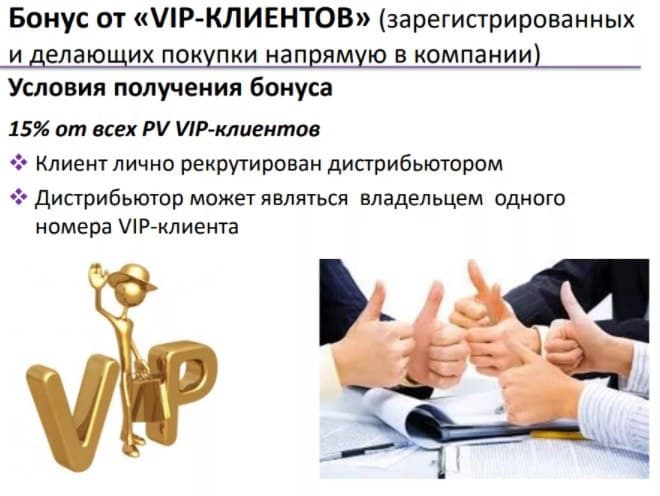 Бонус от «VIP-КЛИЕНТОВ» (зарегистрированных
и делающих покупки напрямую в компании)
Условия получения бонуса
15% от всех PV VIP-клиентов
Клиент лично рекрутирован дистрибьютором
Дистрибьютор может являться владельцем одного
номера VIP-клиента
VIP